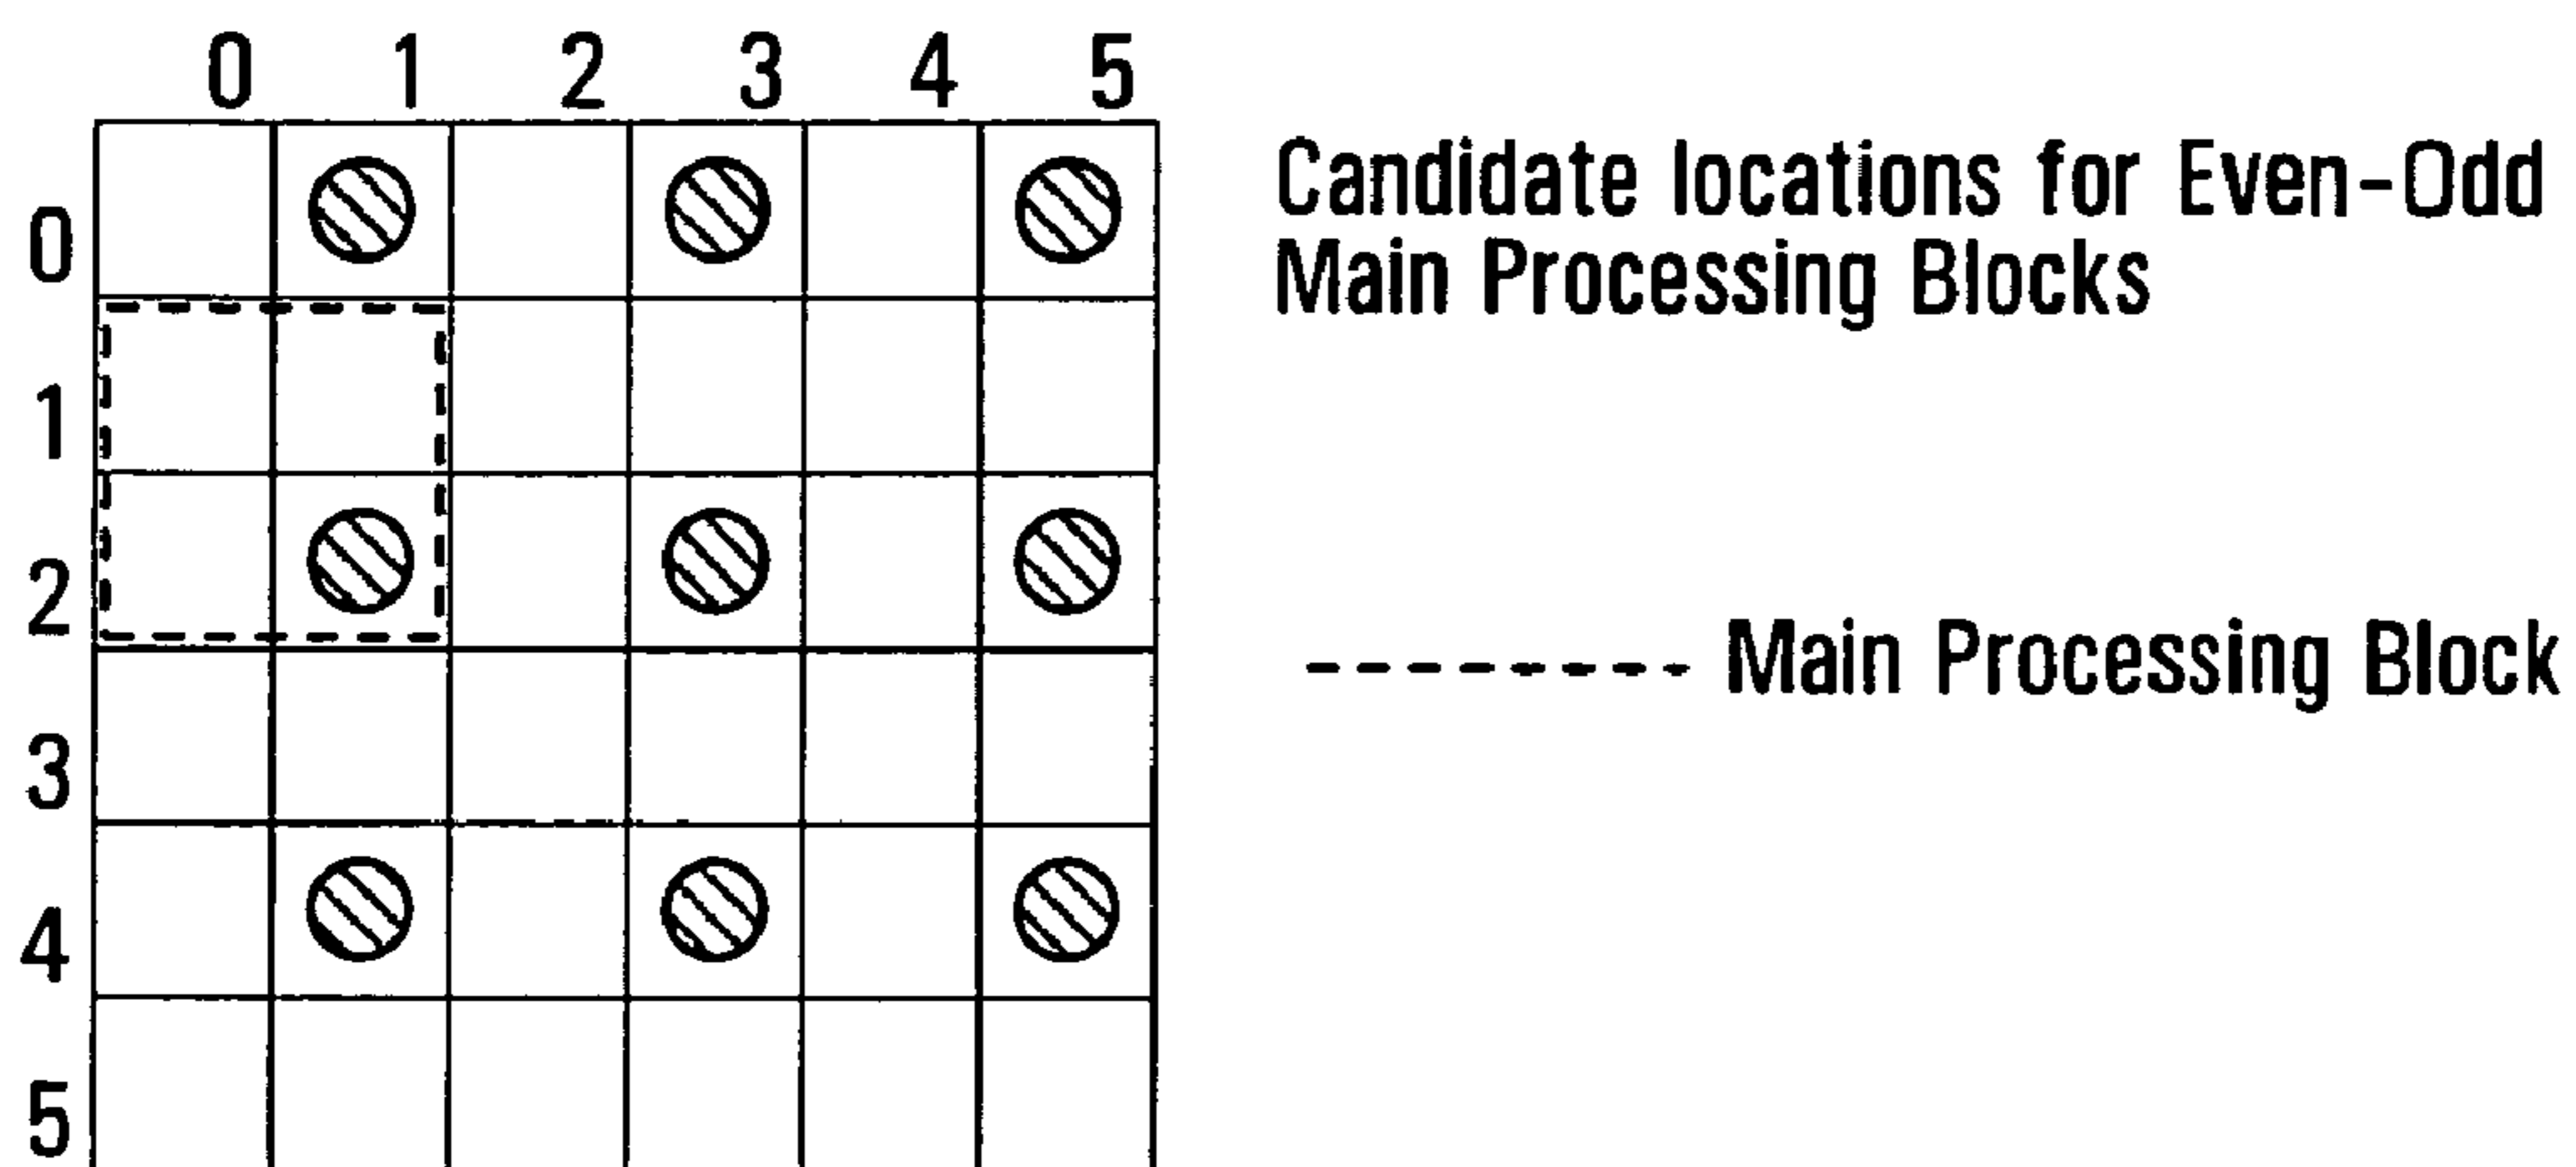 0 1 2 3 4 5
0
1
2
3
4
5
Candidate locations for Even-Odd
Main Processing Blocks
Main Processing Block